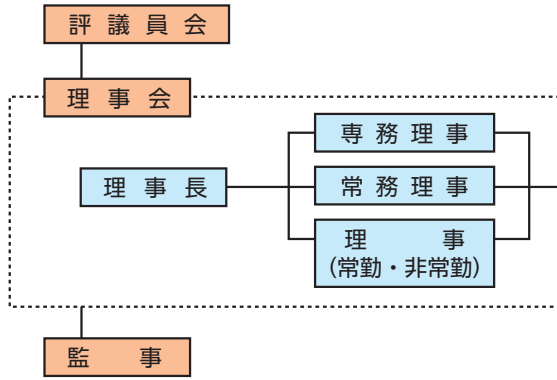 評議員会
理事会
専務理事
理事長
常務理事
理事
(常勤・非常勤)
監事